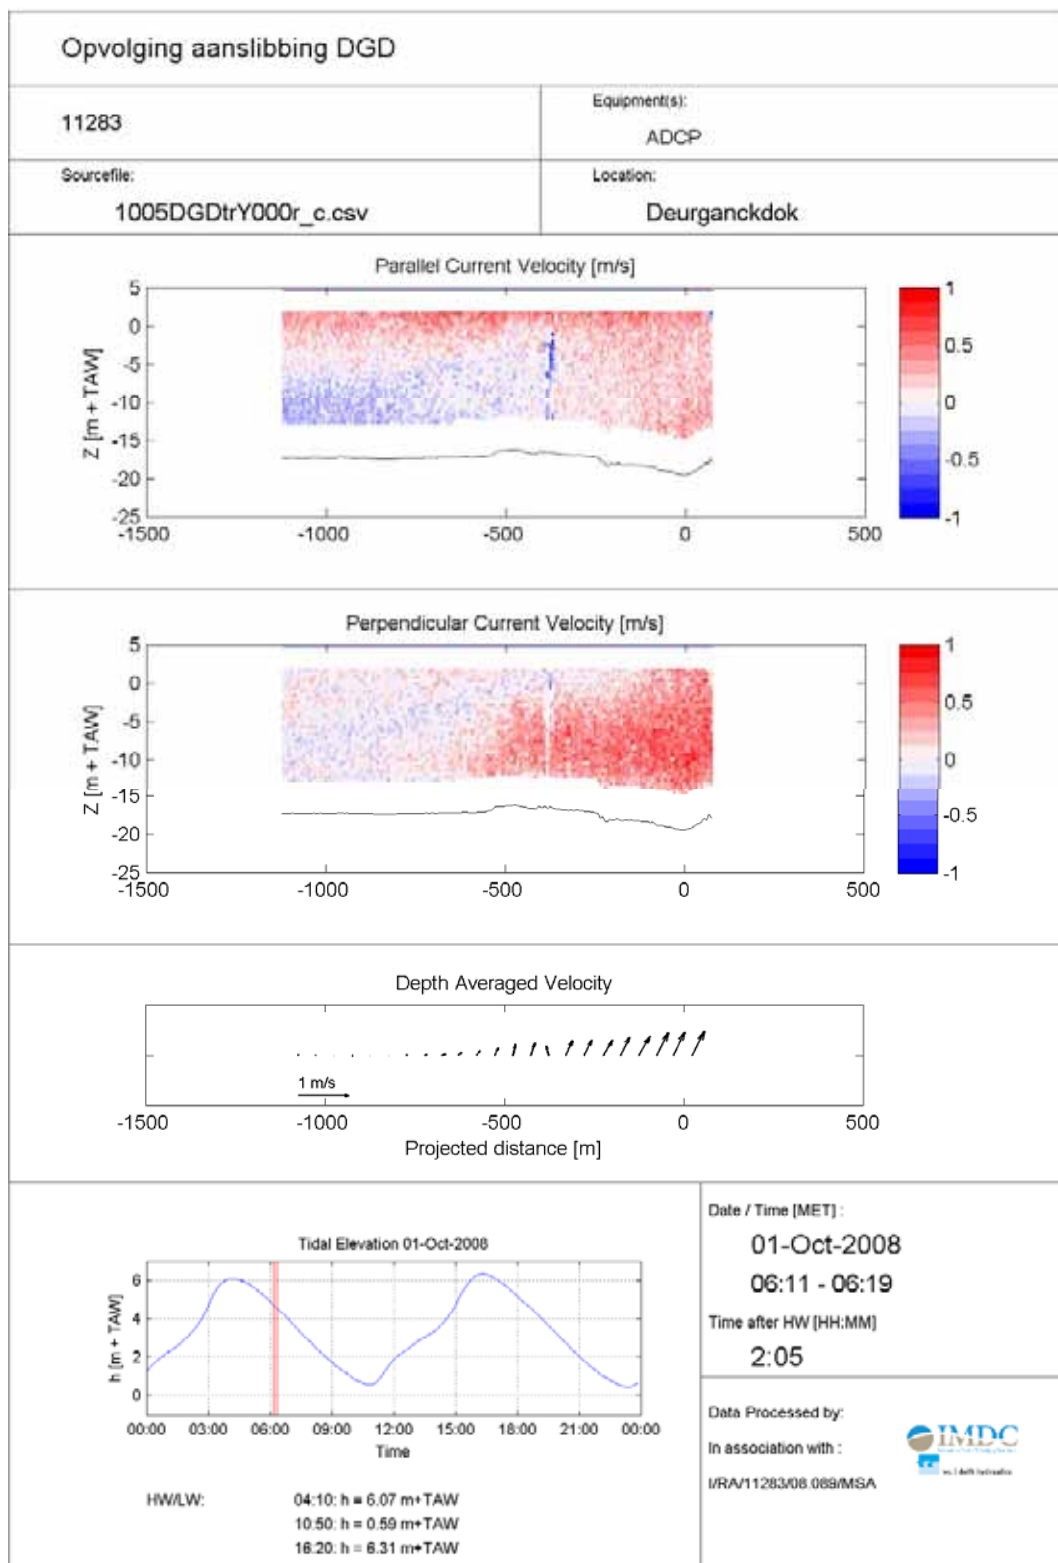 Opvolging aanslibbing DGD
11283
Equipment(s):
ADCP
Sourcefile:
1005DGDtrY000r_c.csv
Location:
Deurganckdok
Parallel Current Velocity [m/s]
Z [m + TAW]
5
0
-5
-10
-15
-20
-25
-1500
-1000
-500
0
500
1
0.5
0
-0.5
-1
Perpendicular Current Velocity [m/s]
Z [m + TAW]
5
0
-5
-10
-15
-20
-25
-1500
-1000
-500
0
500
1
0.5
0
-0.5
-1
Depth Averaged Velocity
1 m/s
-1500
-1000
-500
0
500
Projected distance [m]
Tidal Elevation 01-Oct-2008
h [m + TAW]
6
4
2
0
00:00
03:00
06:00
09:00
12:00
15:00
18:00
21:00
00:00
Time
HW/LW:
04:10: h = 6.07 m+TAW
10:50: h = 0.59 m+TAW
16:20: h = 6.31 m+TAW
Date / Time [MET] :
01-Oct-2008
06:11 - 06:19
Time after HW [HH:MM]
2:05
Data Processed by:
In association with :
I/RA/11283/08.089/MSA
IMDC
wl | delft hydraulics